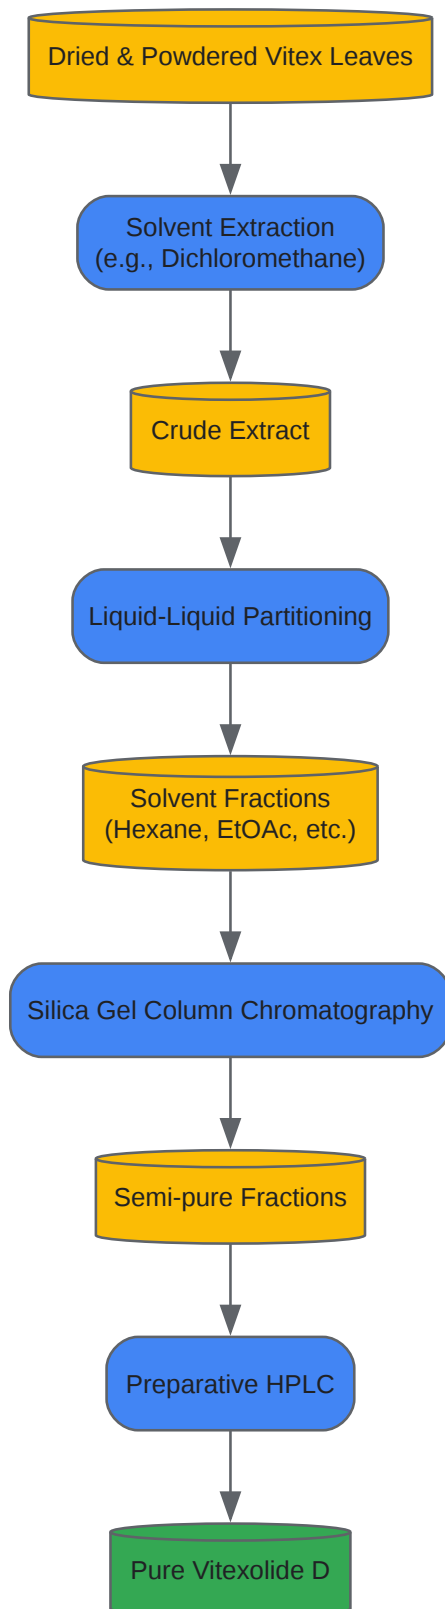 Dried & Powdered Vitex Leaves
Solvent Extraction
(e.g., Dichloromethane)
Crude Extract
Liquid-Liquid Partitioning
Solvent Fractions
(Hexane, EtOAc, etc.)
Silica Gel Column Chromatography
Semi-pure Fractions
Preparative HPLC
Pure Vitexolide D